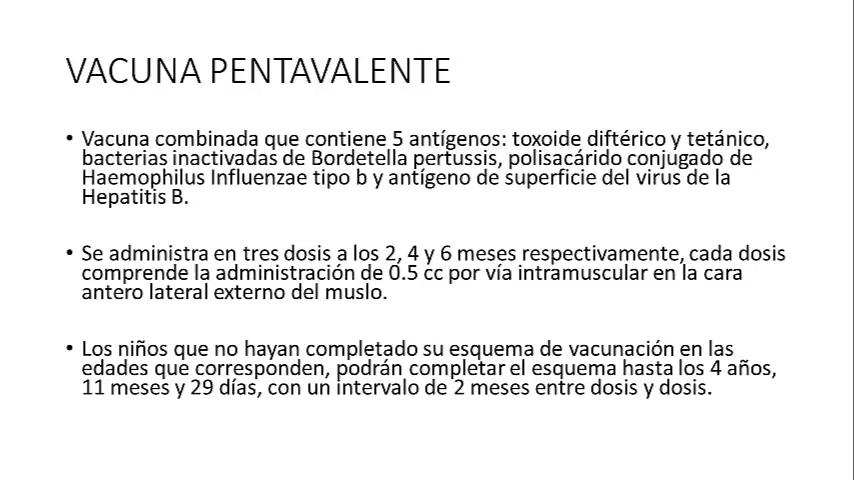 VACUNA PENTAVALENTE
• Vacuna combinada que contiene 5 antígenos: toxoide diftérico y tetánico,
bacterias inactivadas de Bordetella pertussis, polisacárido conjugado de
Haemophilus Influenzae tipo b y antígeno de superficie del virus de la
Hepatitis B.
• Se administra en tres dosis a los 2, 4 y 6 meses respectivamente, cada dosis
comprende la administración de 0.5 cc por vía intramuscular en la cara
antero lateral externo del muslo.
• Los niños que no hayan completado su esquema de vacunación en las
edades que corresponden, podrán completar el esquema hasta los 4 años,
11 meses y 29 días, con un intervalo de 2 meses entre dosis y dosis.